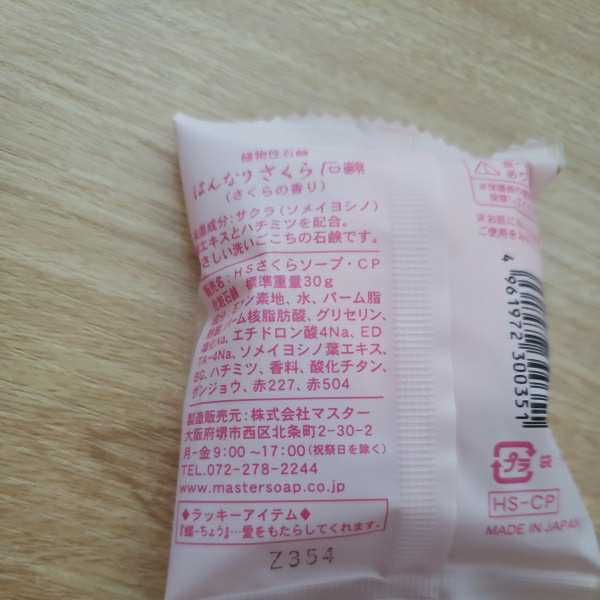 植物性石鹸
はんなりさくら石鹸
(さくらの香り)
成分:サクラ(ソメイヨシノ)
エキスとハチミツを配合。
さしい洗いごこちの石鹸です。
HSさくらソープ・CP
標準重量30g
素地、水、パーム脂
ム核脂肪酸、グリセリン、
エチドロン酸4Na、ED
TA-4Na、ソメイヨシノ葉エキス、
BG、ハチミツ、香料、酸化チタン、
グンジョウ、赤227、赤504
製造販売元:株式会社マスター
大阪府堺市西区北条町2-30-2
月-金9:00~17:00(祝祭日を除く)
TEL.072-278-2244
www.mastersoap.co.jp
◆ラッキーアイテム◆
『蝶-ちょう』…愛をもたらしてくれます。
Z354
※お肌に
ご使用をみ
4 961972 300351
プラ
袋
HS-CP
MADE IN JAPAN